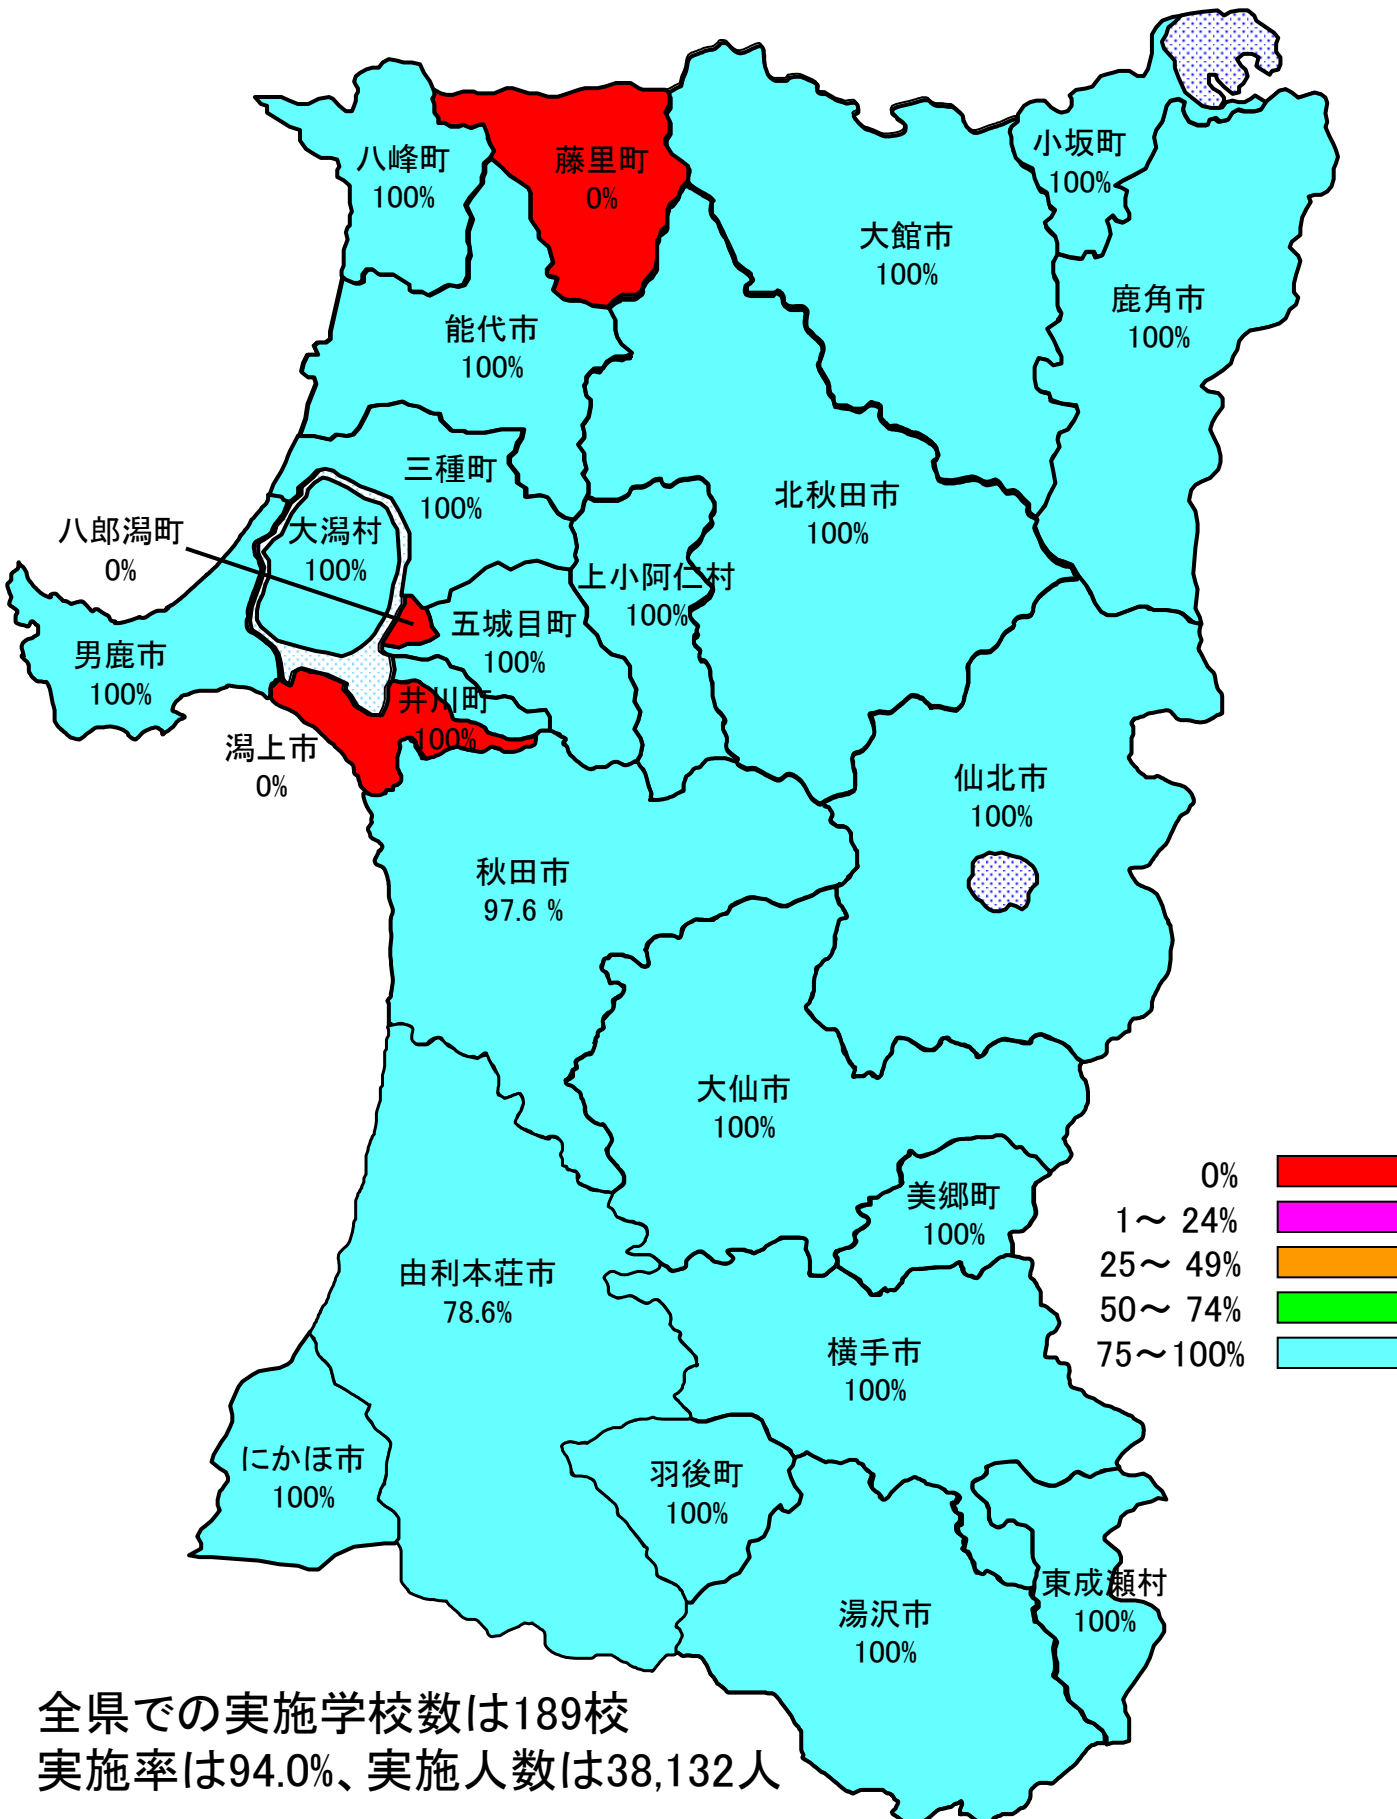 八峰町
100%
藤里町
0%
小坂町
100%
大館市
100%
鹿角市
100%
能代市
100%
三種町
100%
北秋田市
100%
八郎潟町
0%
大潟村
100%
上小阿仁村
100%
五城目町
100%
男鹿市
100%
井川町
100%
潟上市
0%
仙北市
100%
秋田市
97.6 %
大仙市
100%
美郷町
100%
0%
1～ 24%
25～ 49%
50～ 74%
75～100%
由利本荘市
78.6%
横手市
100%
にかほ市
100%
羽後町
100%
東成瀬村
100%
湯沢市
100%
全県での実施学校数は189校
実施率は94.0%、実施人数は38,132人